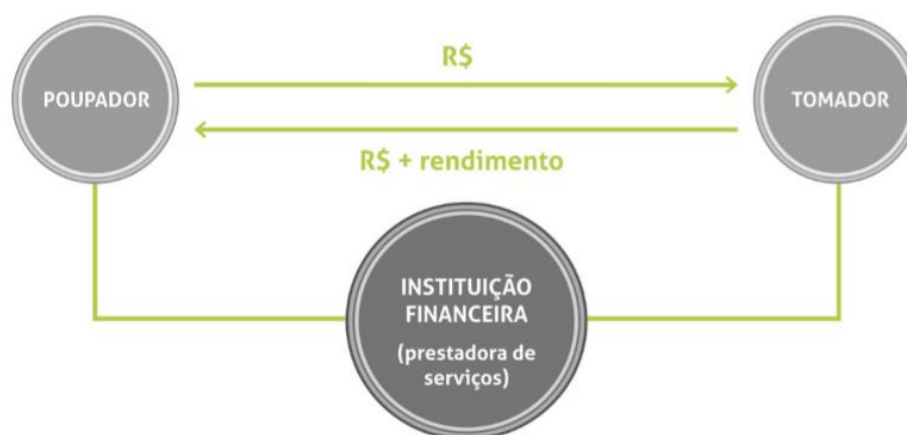 R$
POUPADOR
TOMADOR
R$ + rendimento
INSTITUIÇÃO
FINANCEIRA
(prestadora de
serviços)